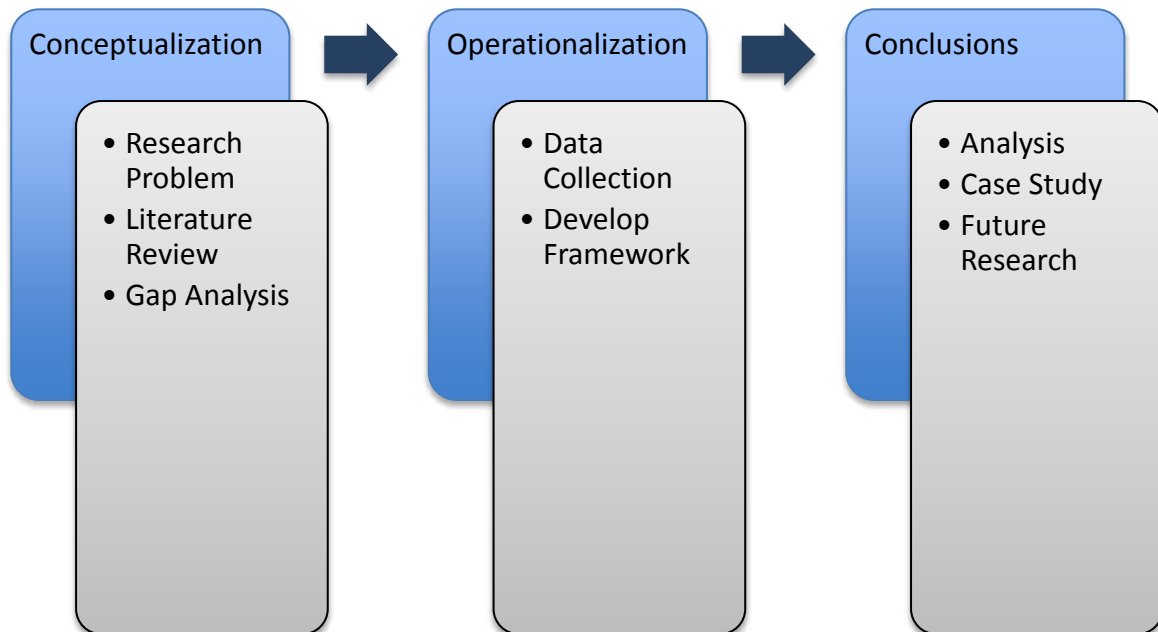 Conceptualization
• Research
Problem
• Literature
Review
• Gap Analysis
Operationalization
• Data
Collection
• Develop
Framework
Conclusions
• Analysis
• Case Study
• Future
Research